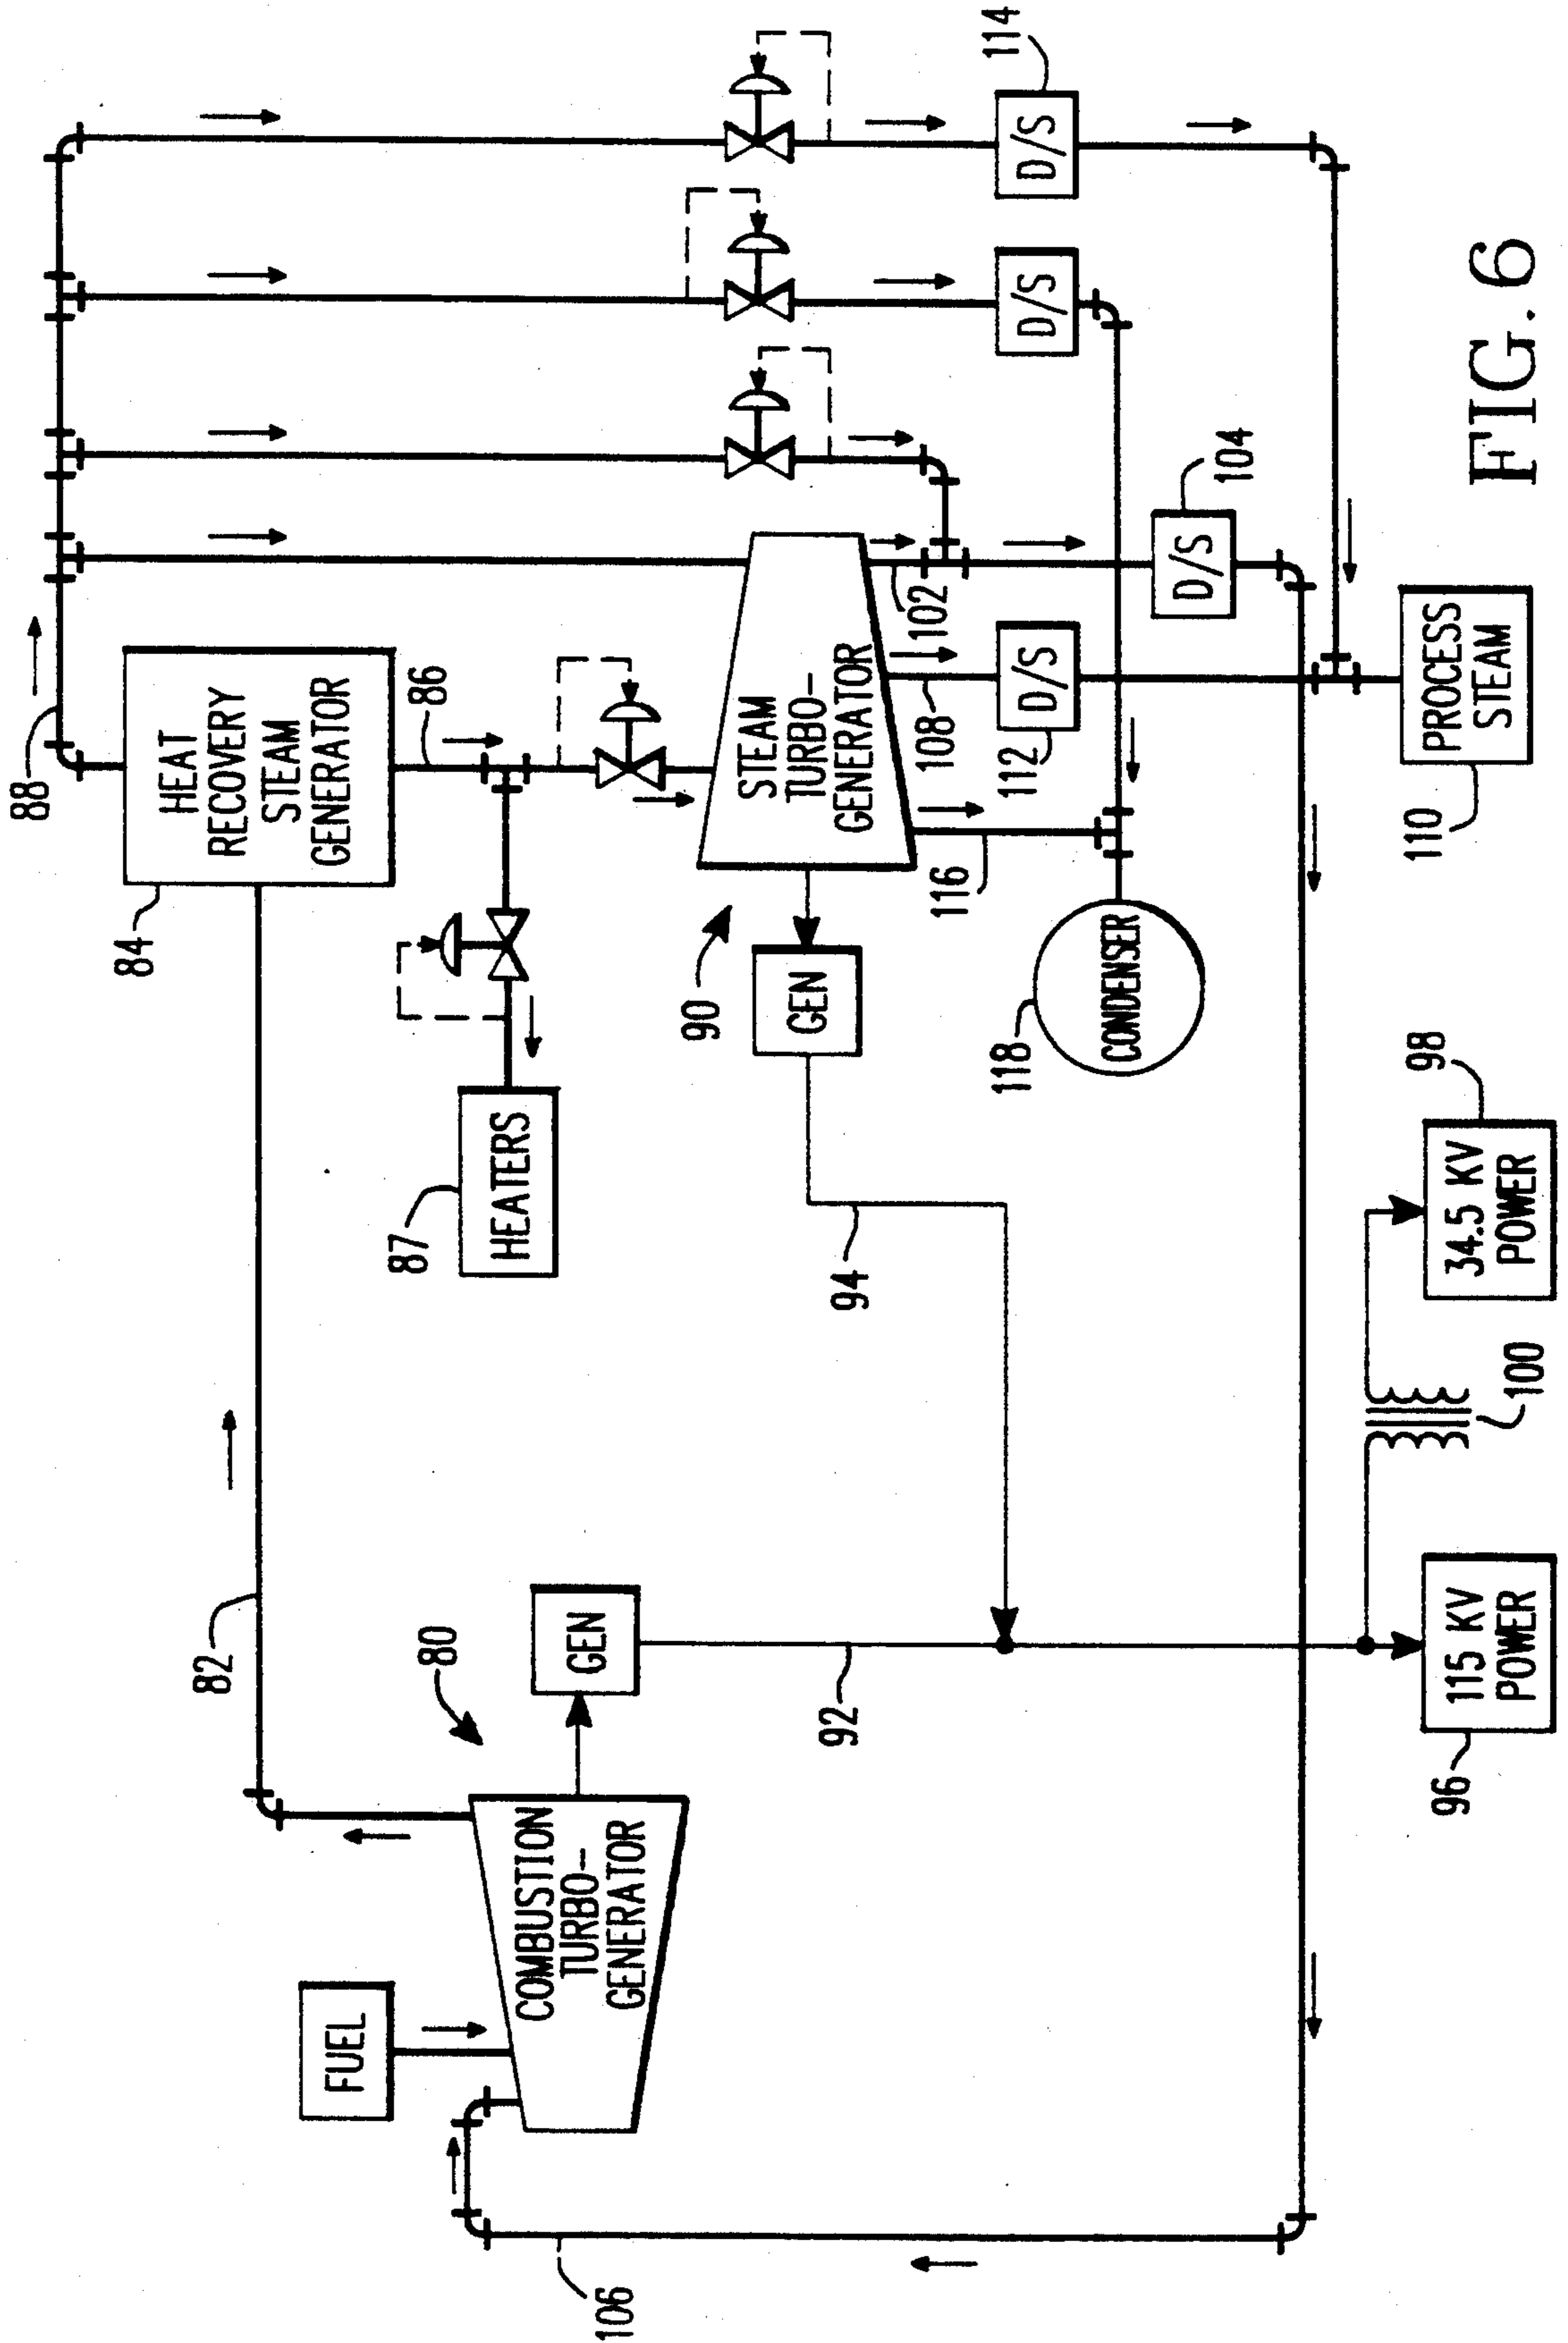 88
84
HEAT
RECOVERY
STEAM
GENERATOR
82
FUEL
87
86
80
HEATERS
COMBUSTION
TURBO-
GENERATOR
GEN
106
90
STEAM
TURBO-
GENERATOR
GEN
92
94
116
108
102
118
112
114
D/S
D/S
D/S
CONDENSER
D/S
104
110
96
98
115 KV
POWER
34.5 KV
POWER
PROCESS
STEAM
100
FIG. 6